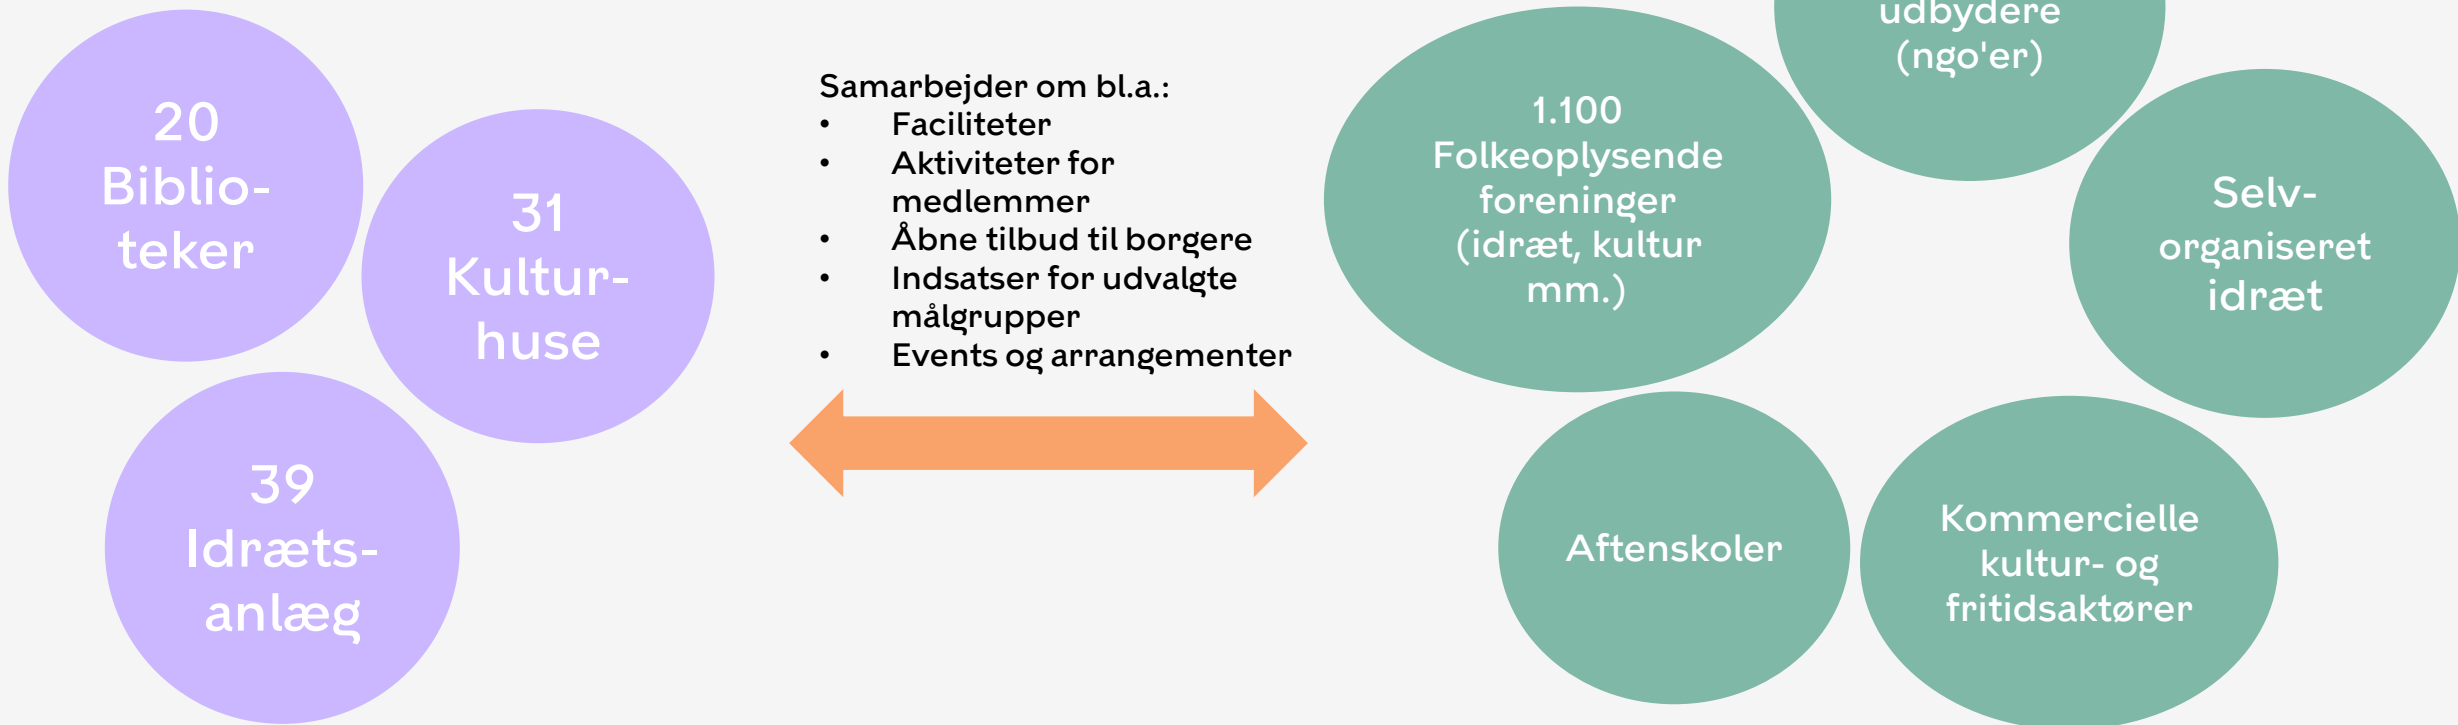 20
Biblio-
teker
31
Kultur-
huse
39
Idræts-
anlæg
Samarbejder om bl.a.:
• Faciliteter
• Aktiviteter for
medlemmer
• Åbne tilbud til borgere
• Indsatser for udvalgte
målgrupper
• Events og arrangementer
udbydere
(ngo'er)
1.100
Folkeoplysende
foreninger
(idræt, kultur
mm.)
Selv-
organiseret
idræt
Aftenskoler
Kommercielle
kultur- og
fritidsaktører